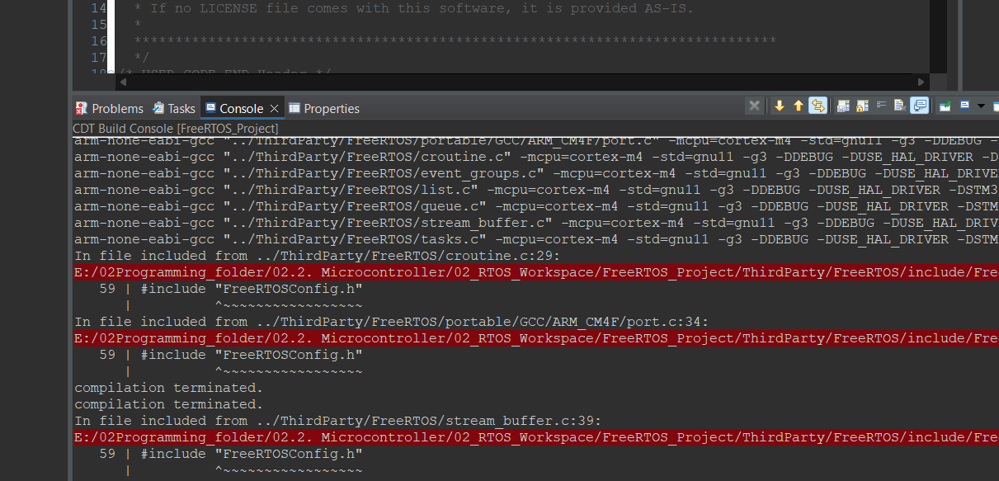 14 * If no LICENSE file comes with this software, it is provided AS-IS.
15 *
16 ******************************************************************************
17 */
18 /* USER CODE END Header */
Problems Tasks Console Properties
CDT Build Console [FreeRTOS_Project]
arm-none-eabi-gcc "../ThirdParty/FreeRTOS/portable/GCC/ARM_CM4F/port.c" -mcpu=cortex-m4 -std=gnu11 -g3 -DDEBUG -
arm-none-eabi-gcc "../ThirdParty/FreeRTOS/croutine.c" -mcpu=cortex-m4 -std=gnu11 -g3 -DDEBUG -DUSE_HAL_DRIVER -D
arm-none-eabi-gcc "../ThirdParty/FreeRTOS/event_groups.c" -mcpu=cortex-m4 -std=gnu11 -g3 -DDEBUG -DUSE_HAL_DRIVE
arm-none-eabi-gcc "../ThirdParty/FreeRTOS/list.c" -mcpu=cortex-m4 -std=gnu11 -g3 -DDEBUG -DUSE_HAL_DRIVER -DSTM3
arm-none-eabi-gcc "../ThirdParty/FreeRTOS/queue.c" -mcpu=cortex-m4 -std=gnu11 -g3 -DDEBUG -DUSE_HAL_DRIVER -DSTM
arm-none-eabi-gcc "../ThirdParty/FreeRTOS/stream_buffer.c" -mcpu=cortex-m4 -std=gnu11 -g3 -DDEBUG -DUSE_HAL_DRIV
arm-none-eabi-gcc "../ThirdParty/FreeRTOS/tasks.c" -mcpu=cortex-m4 -std=gnu11 -g3 -DDEBUG -DUSE_HAL_DRIVER -DSTM
In file included from ../ThirdParty/FreeRTOS/croutine.c:29:
E:/02Programming_folder/02.2. Microcontroller/02_RTOS_Workspace/FreeRTOS_Project/ThirdParty/FreeRTOS/include/Fre
59 | #include "FreeRTOSConfig.h"
| ^~~~~~~~~~~~~~~~~~
In file included from ../ThirdParty/FreeRTOS/portable/GCC/ARM_CM4F/port.c:34:
E:/02Programming_folder/02.2. Microcontroller/02_RTOS_Workspace/FreeRTOS_Project/ThirdParty/FreeRTOS/include/Fre
59 | #include "FreeRTOSConfig.h"
| ^~~~~~~~~~~~~~~~~~
compilation terminated.
compilation terminated.
In file included from ../ThirdParty/FreeRTOS/stream_buffer.c:39:
E:/02Programming_folder/02.2. Microcontroller/02_RTOS_Workspace/FreeRTOS_Project/ThirdParty/FreeRTOS/include/Fre
59 | #include "FreeRTOSConfig.h"
| ^~~~~~~~~~~~~~~~~~